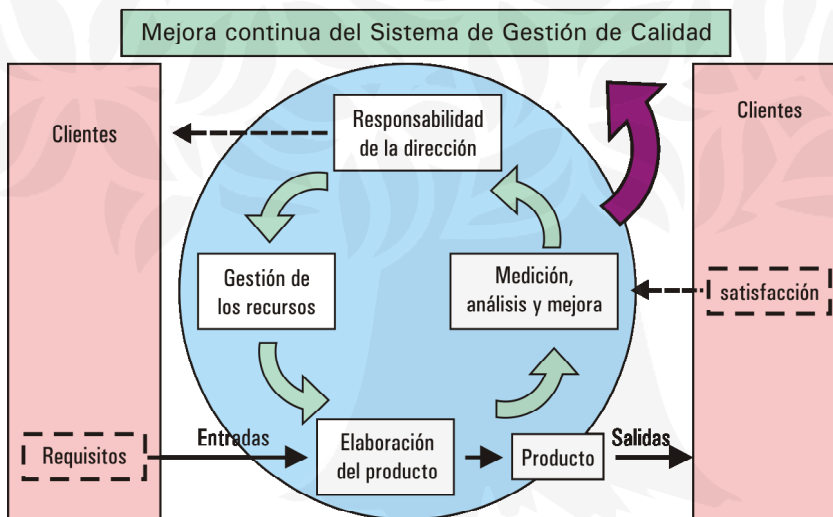 Mejora continua del Sistema de Gestión de Calidad
Clientes
Responsabilidad
de la dirección
Clientes
Gestión de
los recursos
Medición,
análisis y mejora
satisfacción
Requisitos
Entradas
Elaboración
del producto
Producto
Salidas